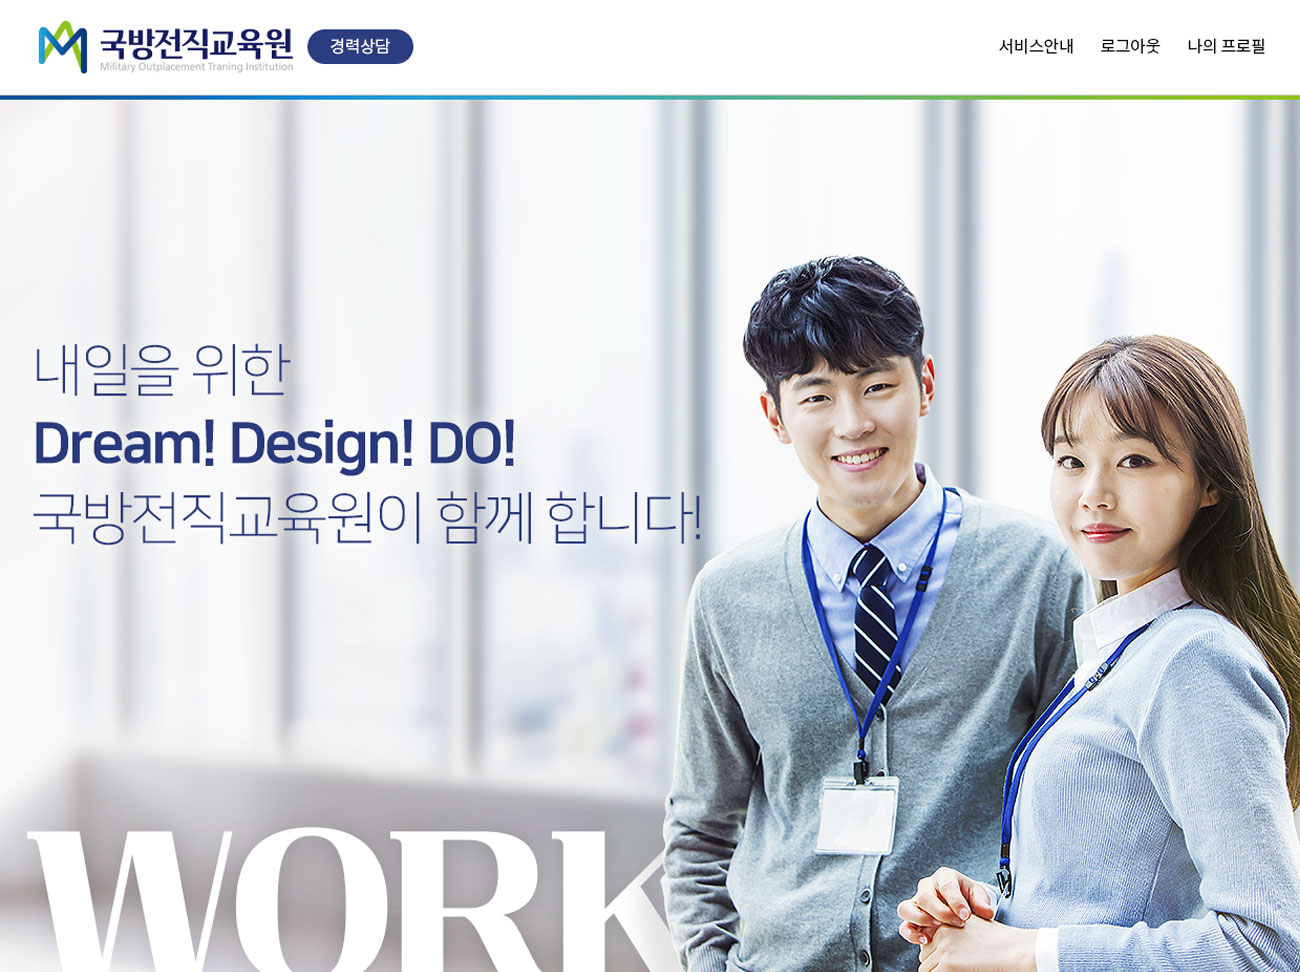 국방전직교육원
Military Outplacement Traning Institution
경력상담
서비스안내 로그아웃 나의 프로필
내일을 위한
Dream! Design! DO!
국방전직교육원이 함께 합니다!
WORK